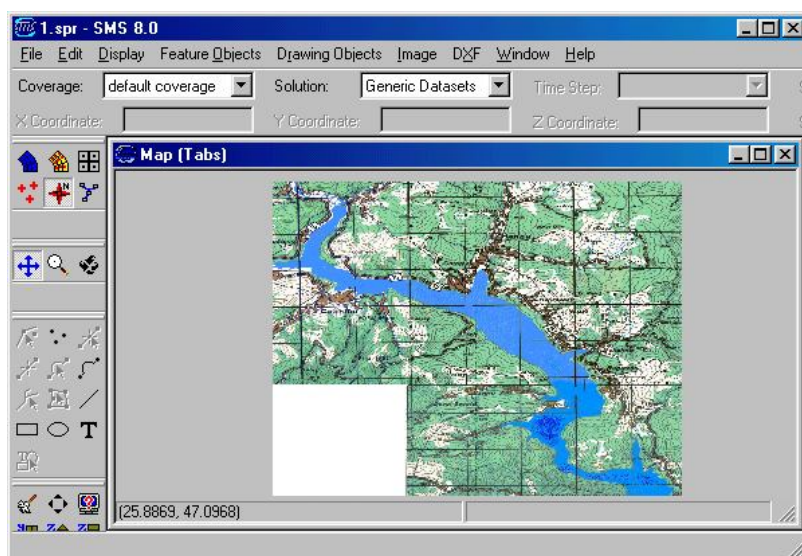 1.spr - SMS 8.0
File Edit Display Feature Objects Drawing Objects Image DXF Window Help
Coverage: default coverage Solution: Generic Datasets Time Step:
X Coordinate: Y Coordinate: Z Coordinate:
Map (Tabs)
T
(25.8869, 47.0968)